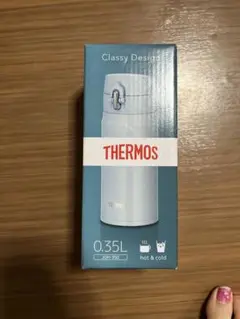 Classy Design
THERMOS
0.35L
hot & cold